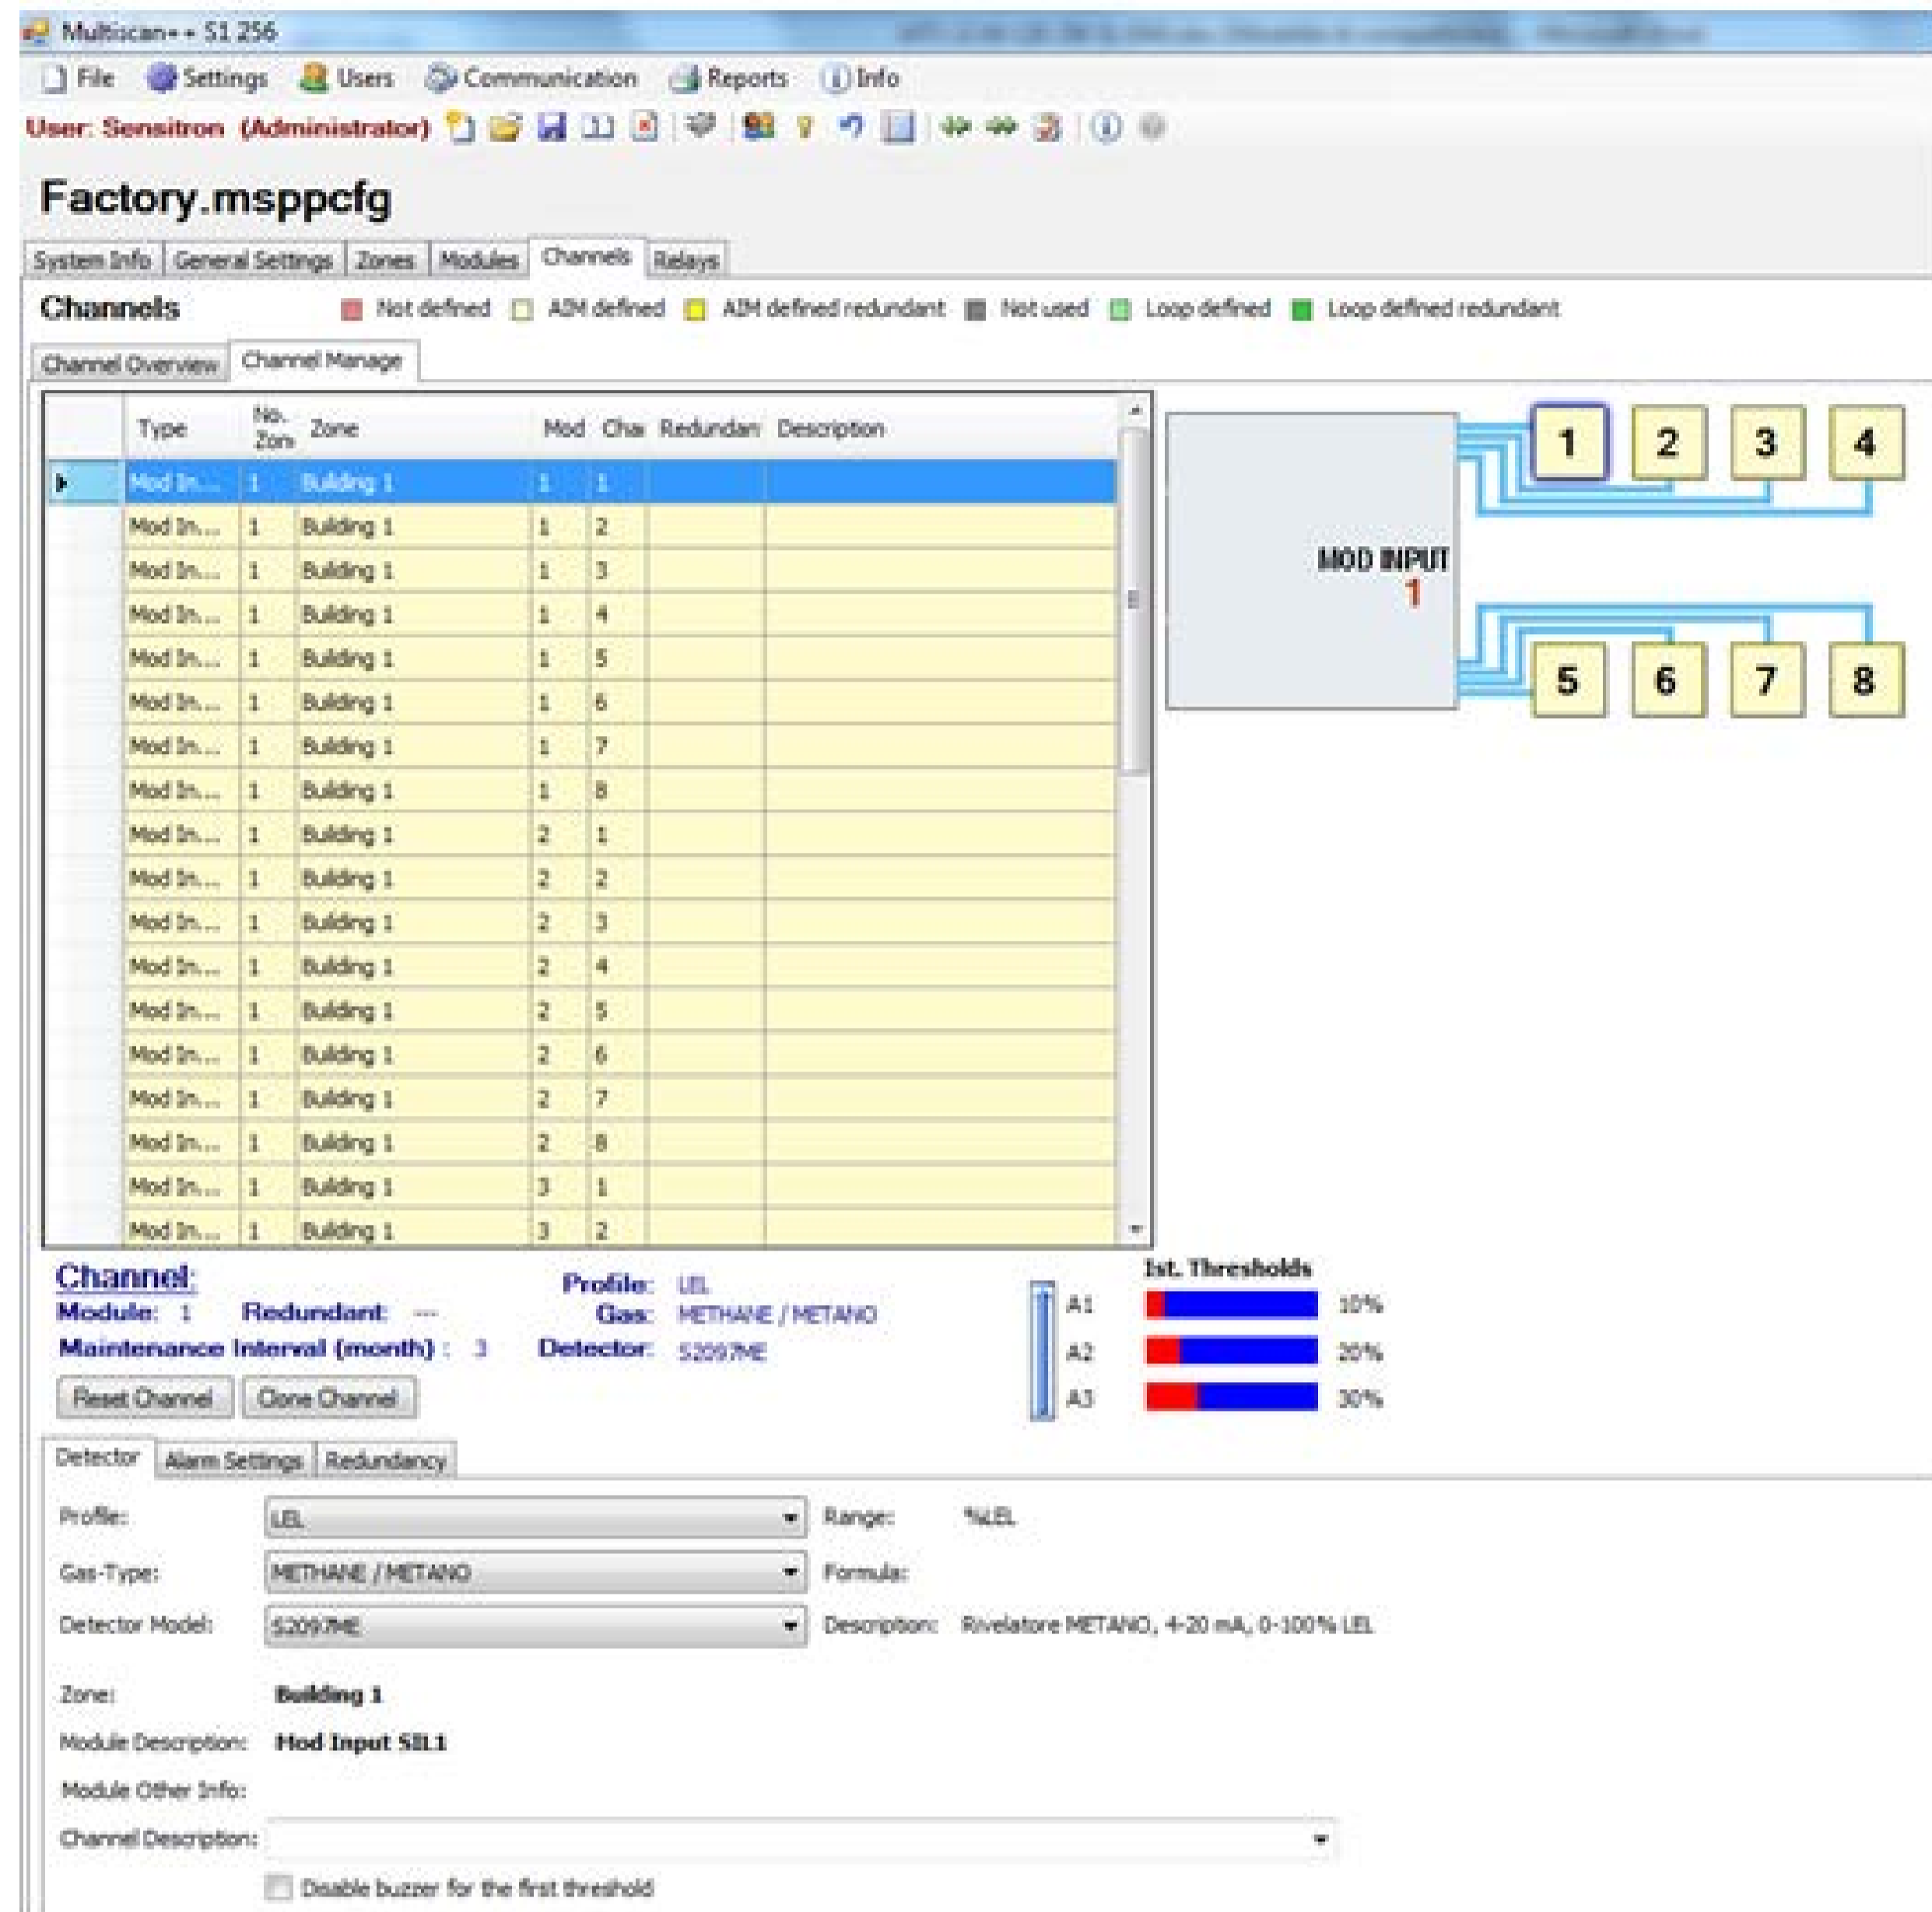 Multiscan++ S1 256
File Settings Users Communication Reports Info
User: Sensitron (Administrator)
Factory.msppcfg
System Info General Settings Zones Modules Channels Relays
Channels Not defined AIM defined AIM defined redundant Not used Loop defined Loop defined redundant
Channel Overview Channel Manage
Type No. Zon Zone Mod Cha Redundan Description
Mod In... 1 Building 1 1 1
Mod In... 1 Building 1 1 2
Mod In... 1 Building 1 1 3
Mod In... 1 Building 1 1 4
Mod In... 1 Building 1 1 5
Mod In... 1 Building 1 1 6
Mod In... 1 Building 1 1 7
Mod In... 1 Building 1 1 8
Mod In... 1 Building 1 2 1
Mod In... 1 Building 1 2 2
Mod In... 1 Building 1 2 3
Mod In... 1 Building 1 2 4
Mod In... 1 Building 1 2 5
Mod In... 1 Building 1 2 6
Mod In... 1 Building 1 2 7
Mod In... 1 Building 1 2 8
Mod In... 1 Building 1 3 1
Mod In... 1 Building 1 3 2
1 2 3 4
MOD INPUT
1
5 6 7 8
Channel:
Module: 1 Redundant: ---
Maintenance Interval (month) : 3
Profile: LEL
Gas: METHANE / METANO
Detector: S2097ME
Reset Channel Clone Channel
Ist. Thresholds
A1 10%
A2 20%
A3 30%
Detector Alarm Settings Redundancy
Profile: LEL Range: %LEL
Gas-Type: METHANE / METANO Formula:
Detector Model: S2097ME Description: Rivelatore METANO, 4-20 mA, 0-100% LEL
Zone: Building 1
Module Description: Mod Input SIL1
Module Other Info:
Channel Description:
Disable buzzer for the first threshold